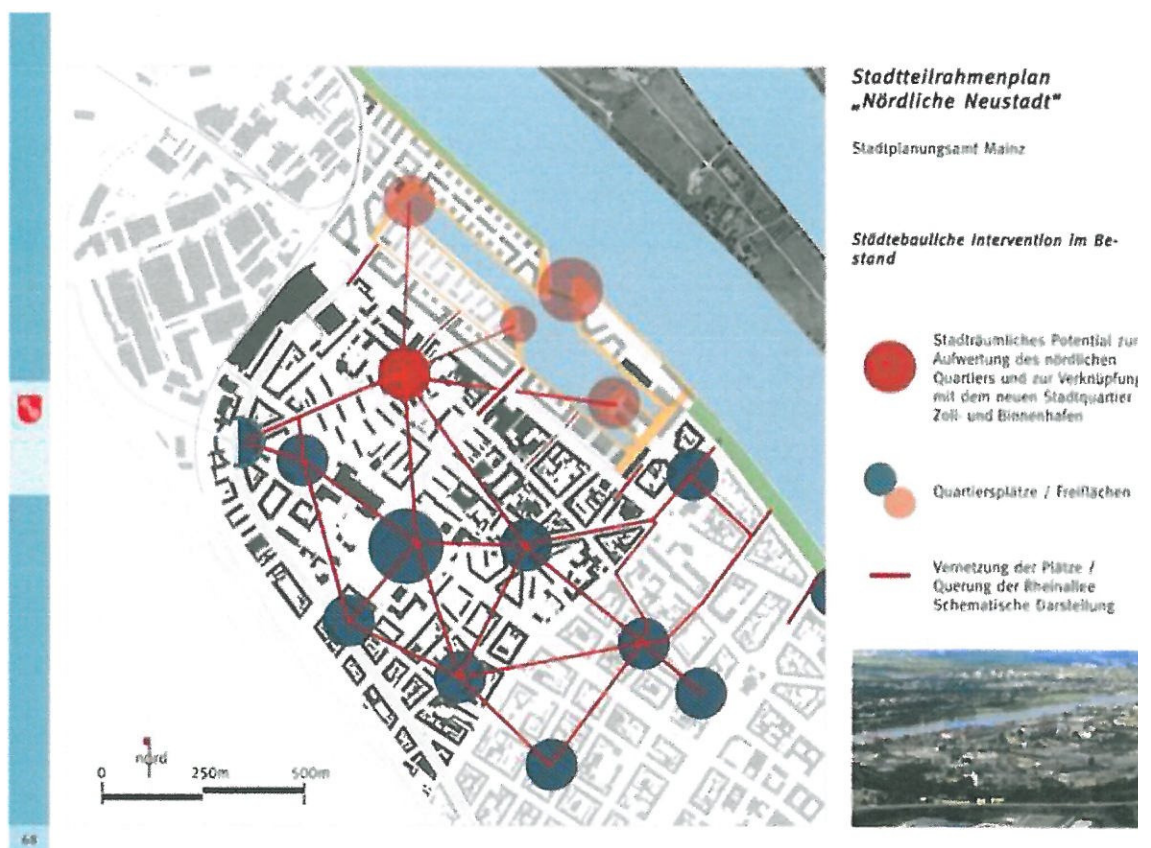 Stadtteilrahmenplan
„Nördliche Neustadt"
Stadtplanungsamt Mainz
Städtebauliche Intervention im Be-
stand
Stadträumliches Potential zur
Aufwertung des nördlichen
Quartiers und zur Verknüpfung
mit dem neuen Stadtquartier
Zoll- und Binnenhafen
Quartiersplätze / Freiflächen
Vernetzung der Plätze /
Querung der Rheinallee
Schematische Darstellung
nord
0 250m 500m
68